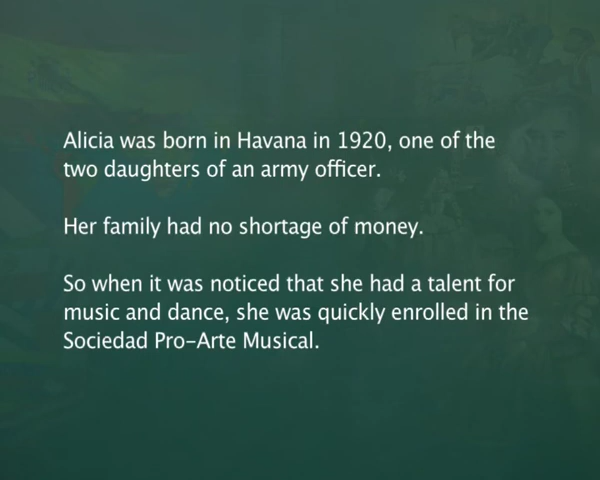 Alicia was born in Havana in 1920, one of the
two daughters of an army officer.
Her family had no shortage of money.
So when it was noticed that she had a talent for
music and dance, she was quickly enrolled in the
Sociedad Pro-Arte Musical.